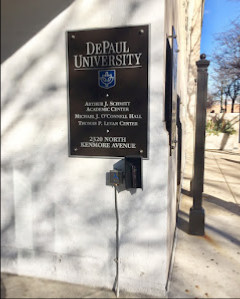 DEPAUL
UNIVERSITY
ARTHUR J. SCHMITT
ACADEMIC CENTER
MICHAEL J. O'CONNELL HALL
THOMAS F. LEVAN CENTER
2320 NORTH
KENMORE AVENUE